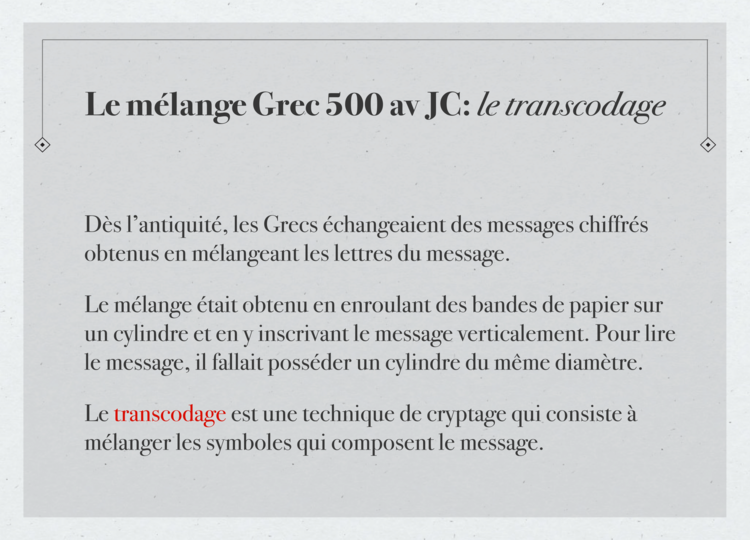 Le mélange Grec 500 av JC: le transcodage
Dès l’antiquité, les Grecs échangeaient des messages chiffrés
obtenus en mélangeant les lettres du message.
Le mélange était obtenu en enroulant des bandes de papier sur
un cylindre et en y inscrivant le message verticalement. Pour lire
le message, il fallait posséder un cylindre du même diamètre.
Le transcodage est une technique de cryptage qui consiste à
mélanger les symboles qui composent le message.